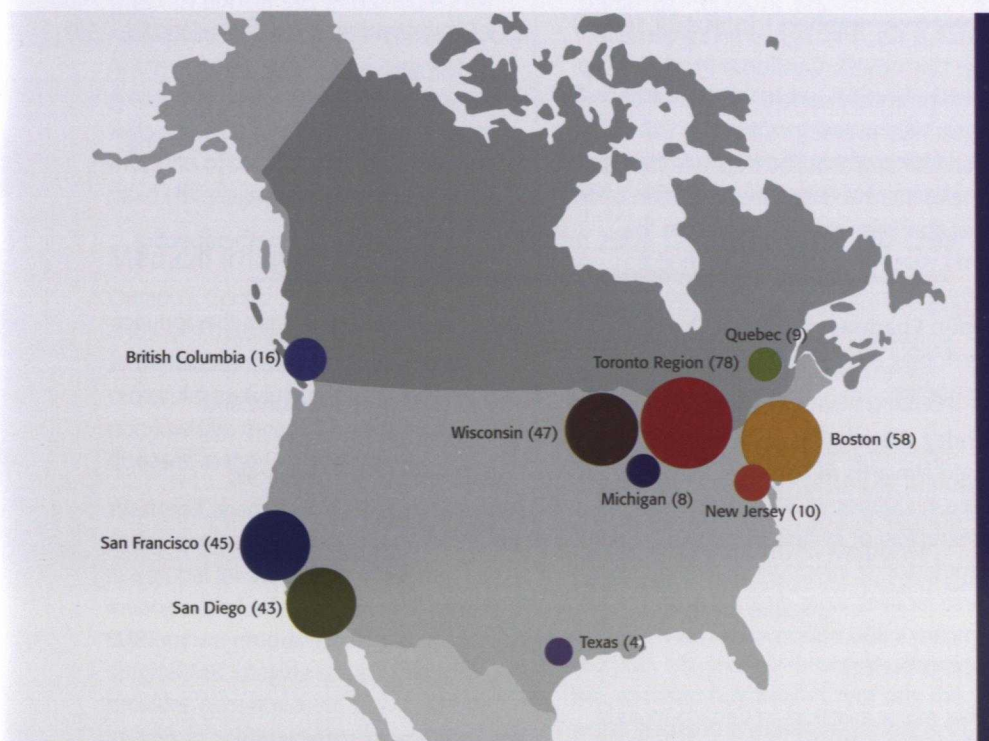 Quebec (9)
British Columbia (16)
Toronto Region (78)
Wisconsin (47)
Boston (58)
Michigan (8)
New Jersey (10)
San Francisco (45)
San Diego (43)
Texas (4)